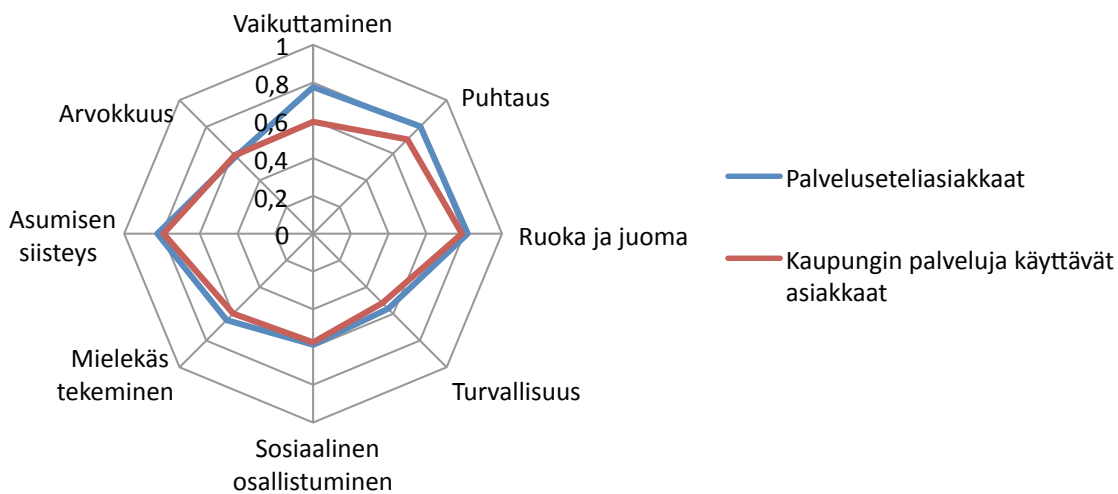 Vaikuttaminen
1
0,8
0,6
0,4
0,2
0
Puhtaus
Ruoka ja juoma
Turvallisuus
Sosiaalinen
osallistuminen
Mielekäs
tekeminen
Asumisen
siisteys
Arvokkuus
Palveluseteliasiakkaat
Kaupungin palveluja käyttävät
asiakkaat